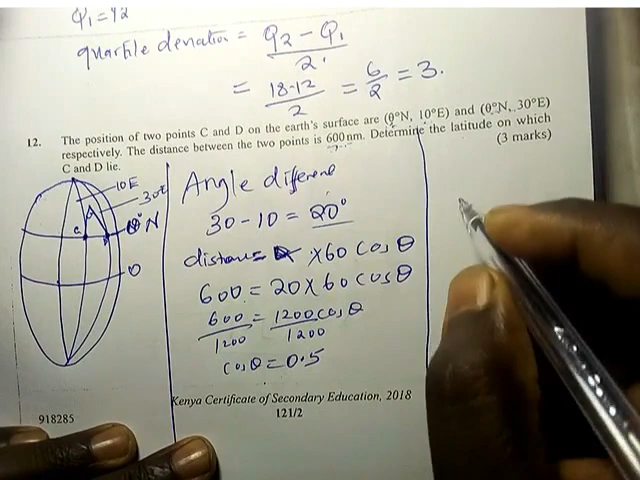 φ₁ = 42
quartile deviation = Q2 - Q1 / 2
= 18-12 / 2 = 6/2 = 3.
12. The position of two points C and D on the earth's surface are (θ°N, 10°E) and (θ°N, 30°E)
respectively. The distance between the two points is 600 nm. Determine the latitude on which
C and D lie. (3 marks)
10E
30E
θ°N
C
0
Angle difference
30 - 10 = 20°
distance = α × 60 cos θ
600 = 20 × 60 cos θ
600 / 1200 = 1200 cos θ / 1200
cos θ = 0.5
Kenya Certificate of Secondary Education, 2018
918285
121/2